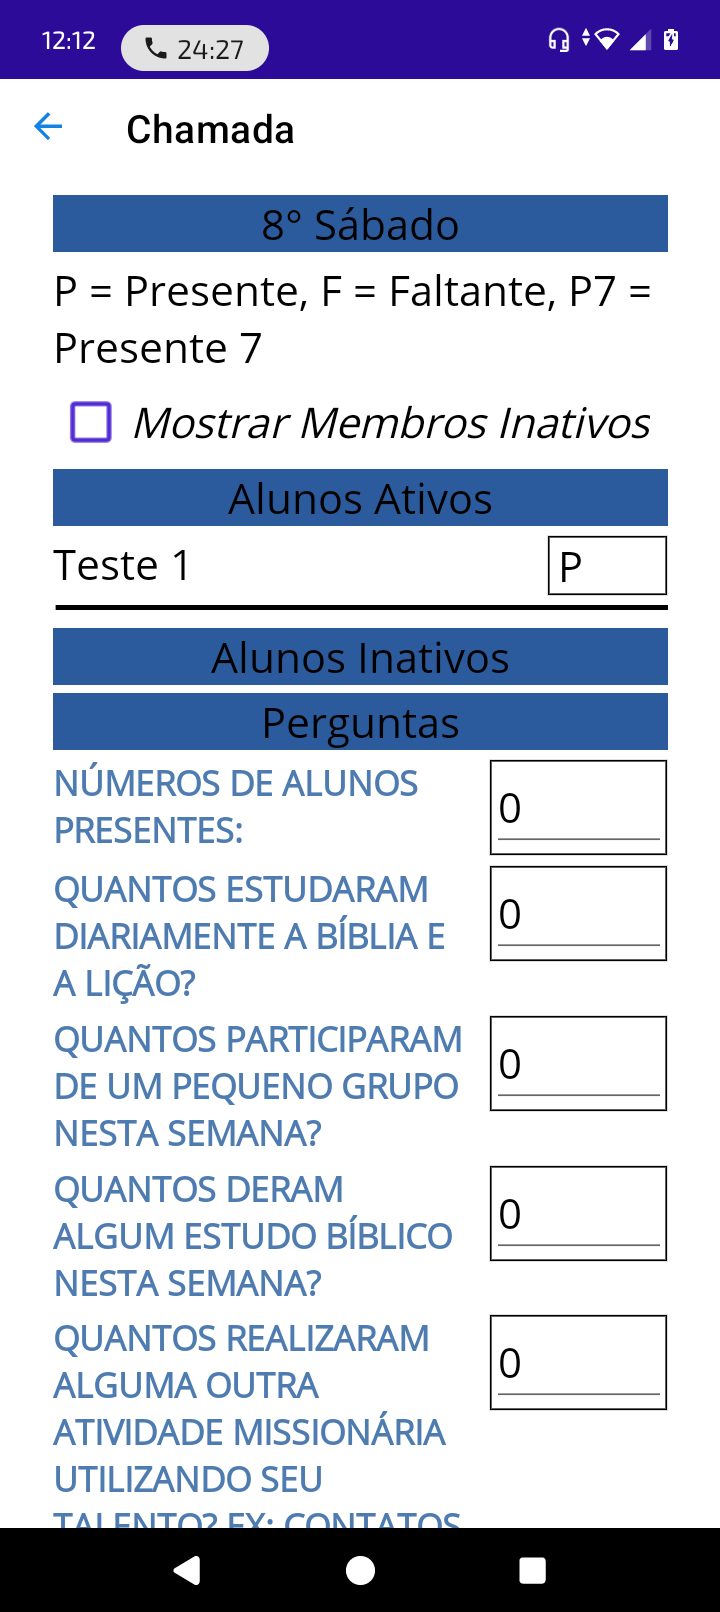 12:12
24:27
Chamada
8° Sábado
P = Presente, F = Faltante, P7 =
Presente 7
Mostrar Membros Inativos
Alunos Ativos
Teste 1
P
Alunos Inativos
Perguntas
NÚMEROS DE ALUNOS
PRESENTES:
0
QUANTOS ESTUDARAM
DIARIAMENTE A BÍBLIA E
A LIÇÃO?
0
QUANTOS PARTICIPARAM
DE UM PEQUENO GRUPO
NESTA SEMANA?
0
QUANTOS DERAM
ALGUM ESTUDO BÍBLICO
NESTA SEMANA?
0
QUANTOS REALIZARAM
ALGUMA OUTRA
ATIVIDADE MISSIONÁRIA
UTILIZANDO SEU
TALENTO? EX: CONTATOS
0